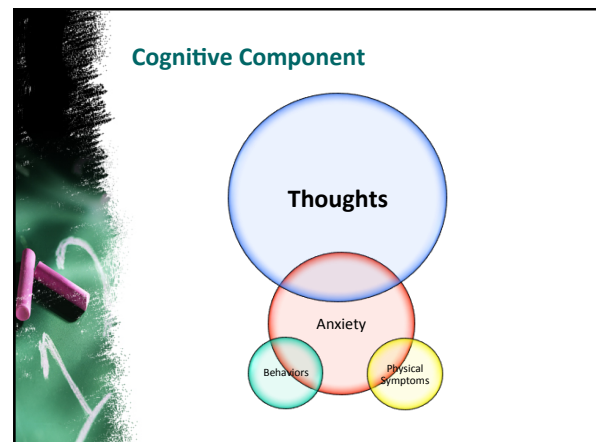 Cognitive Component
Thoughts
Anxiety
Behaviors
Physical
Symptoms